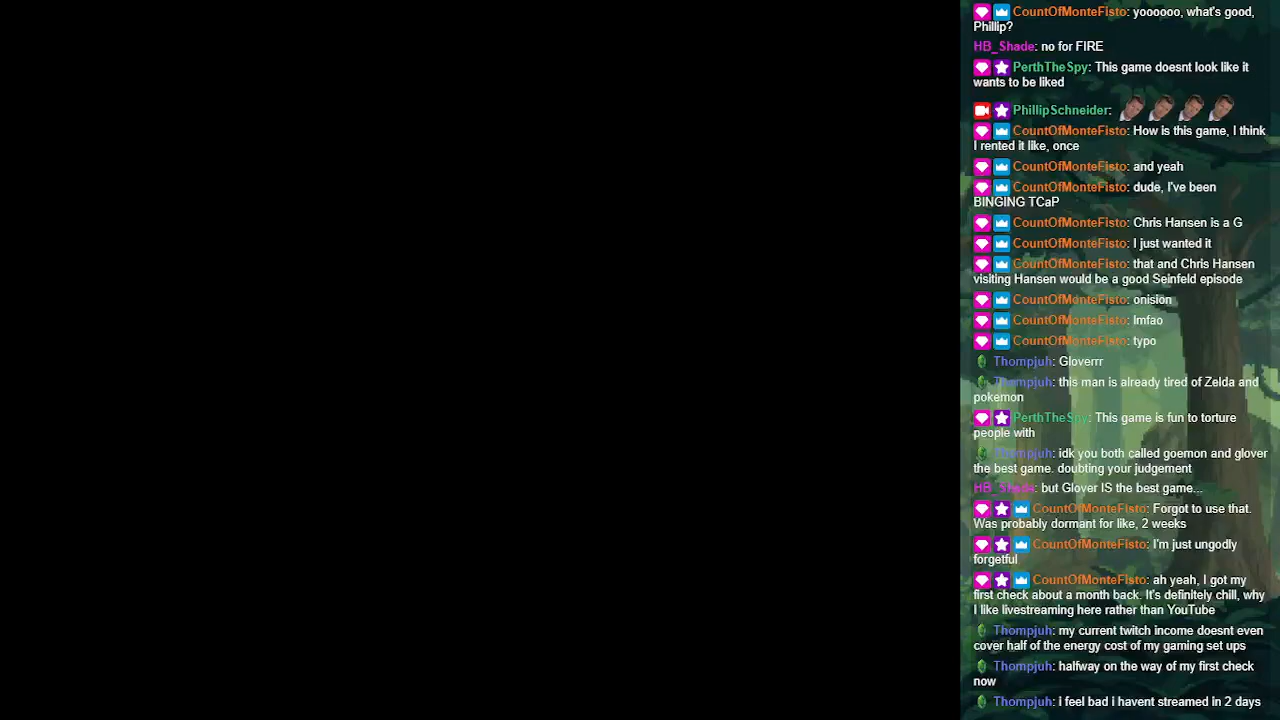 CountOfMonteFisto: yoooooo, what's good,
Phillip?
HB_Shade: no for FIRE
PerthTheSpy: This game doesnt look like it
wants to be liked
PhillipSchneider:
CountOfMonteFisto: How is this game, I think
I rented it like, once
CountOfMonteFisto: and yeah
CountOfMonteFisto: dude, I've been
BINGING TCaP
CountOfMonteFisto: Chris Hansen is a G
CountOfMonteFisto: I just wanted it
CountOfMonteFisto: that and Chris Hansen
visiting Hansen would be a good Seinfeld episode
CountOfMonteFisto: onision
CountOfMonteFisto: lmfao
CountOfMonteFisto: typo
Thompjuh: Gloverrr
Thompjuh: this man is already tired of Zelda and
pokemon
PerthTheSpy: This game is fun to torture
people with
Thompjuh: idk you both called goemon and glover
the best game. doubting your judgement
HB_Shade: but Glover IS the best game...
CountOfMonteFisto: Forgot to use that.
Was probably dormant for like, 2 weeks
CountOfMonteFisto: I'm just ungodly
forgetful
CountOfMonteFisto: ah yeah, I got my
first check about a month back. It's definitely chill, why
I like livestreaming here rather than YouTube
Thompjuh: my current twitch income doesnt even
cover half of the energy cost of my gaming set ups
Thompjuh: halfway on the way of my first check
now
Thompjuh: i feel bad i havent streamed in 2 days